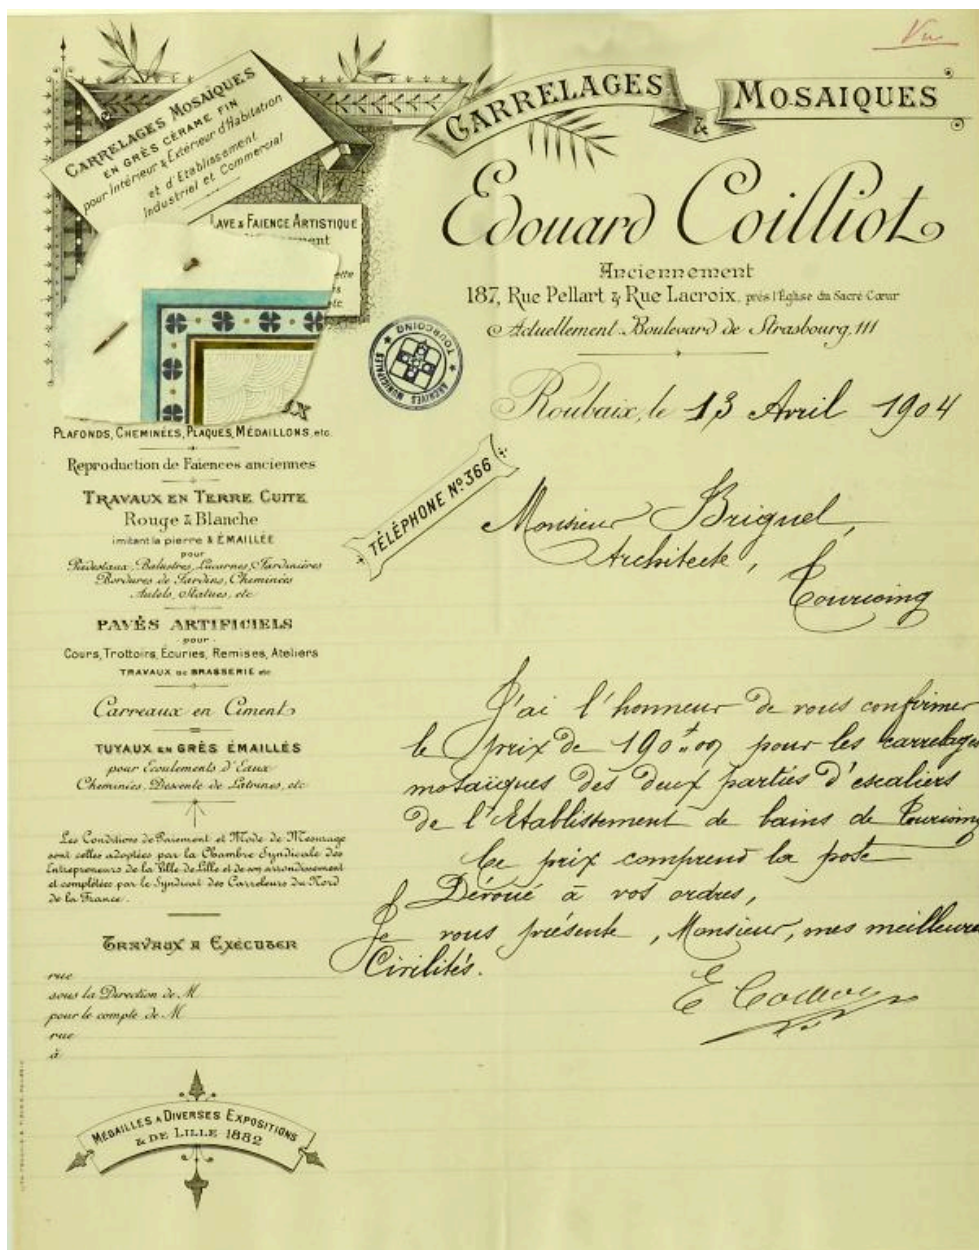 Vu
CARRELAGES & MOSAIQUES
CARRELAGES MOSAIQUES
EN GRÈS CÉRAME FIN
pour Intérieur & Extérieur d'Habitation
et d'Etablissement
Industriel et Commercial
LAVE & FAIENCE ARTISTIQUE
Edouard Coilliot
Anciennement
187, Rue Pellart & Rue Lacroix, près l'Eglise du Sacré-Cœur
Actuellement Boulevard de Strasbourg, 111
ARCHIVES MUNICIPALES
TOURCOING
Roubaix, le 13 Avril 1904
TÉLÉPHONE No 366
Monsieur Briquel,
Architecte,
Tourcoing
J'ai l'honneur de vous confirmer
le prix de 190 f 00 pour les carrelages
mosaïques des deux parties d'escaliers
de l'Etablissement de bains de Tourcoing
Ce prix comprend la pose
Dévoué à vos ordres,
Je vous présente, Monsieur, mes meilleures
Civilités.
E Coilliot
PLAFONDS, CHEMINÉES, PLAQUES, MÉDAILLONS, etc.
Reproduction de Faïences anciennes
TRAVAUX EN TERRE CUITE
Rouge & Blanche
imitant la pierre & ÉMAILLÉE
pour
Piédestaux, Balustres, Lucarnes, Jardinières
Bordures de Jardins, Cheminées
Autels, Statues, etc
PAVÉS ARTIFICIELS
pour
Cours, Trottoirs, Écuries, Remises, Ateliers
TRAVAUX DE BRASSERIE etc
Carreaux en Ciment
TUYAUX EN GRÈS ÉMAILLÉS
pour Ecoulements d'Eaux
Cheminées, Descente de Latrines, etc
Les Conditions de Paiement et Mode de Mesurage
sont celles adoptées par la Chambre Syndicale des
Entrepreneurs de la Ville de Lille et de son arrondissement
et complétées par le Syndicat des Carreleurs du Nord
de la France.
TRAVAUX A EXÉCUTER
rue
sous la Direction de M
pour le compte de M
rue
à
MÉDAILLES A DIVERSES EXPOSITIONS
& DE LILLE 1882